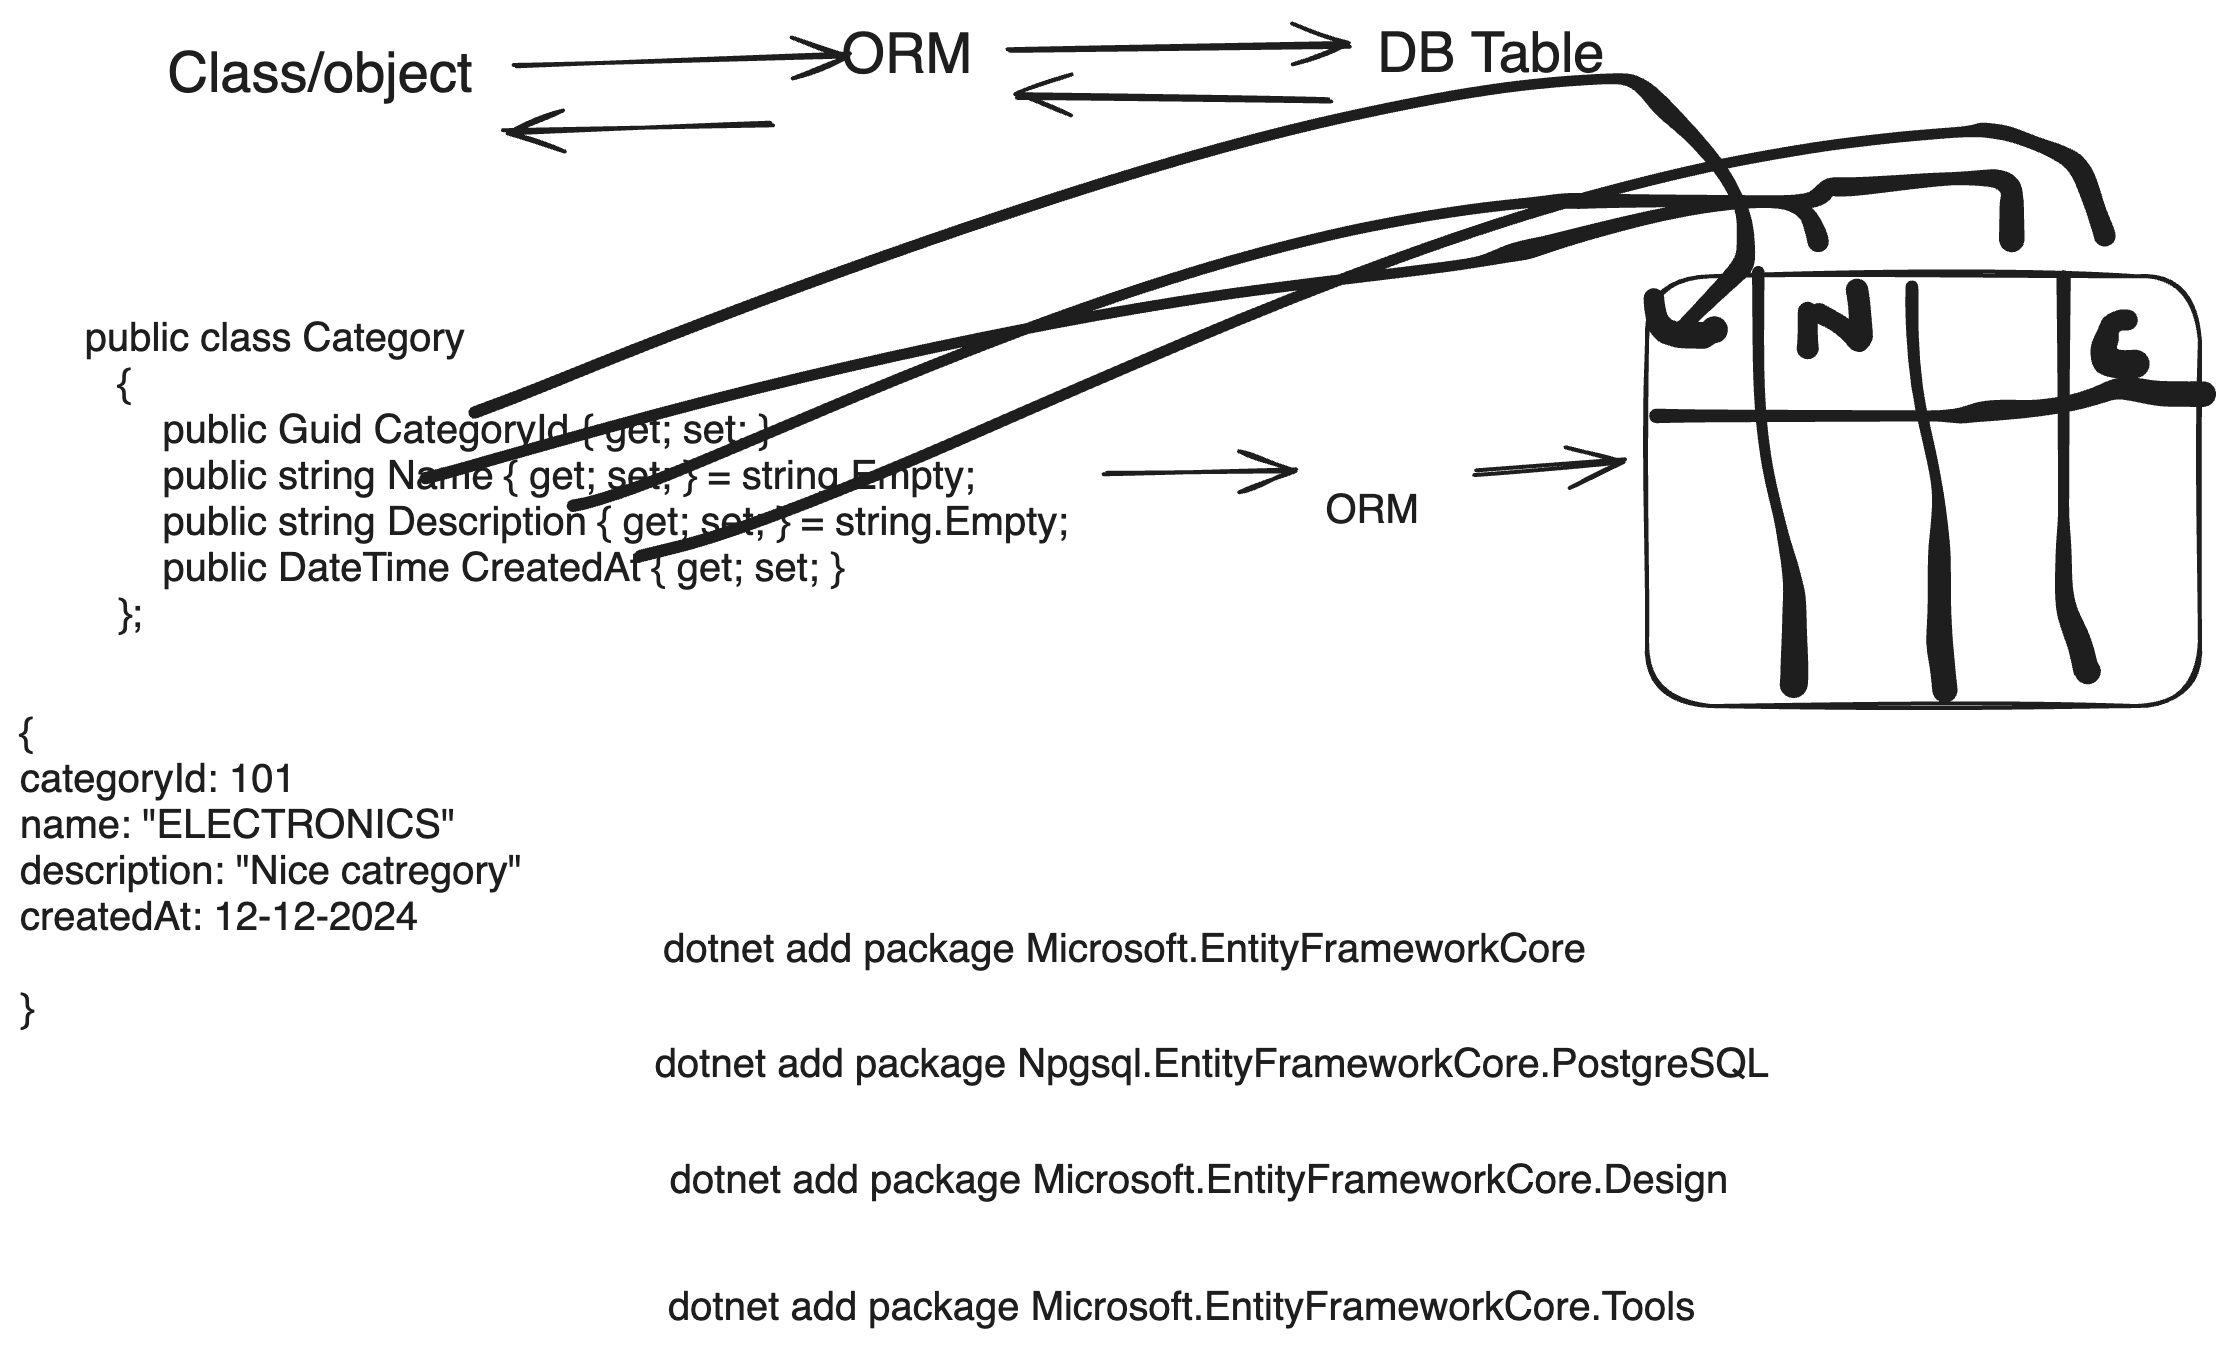 Class/object
ORM
DB Table
public class Category
{
public Guid CategoryId { get; set; }
public string Name { get; set; } = string.Empty;
public string Description { get; set; } = string.Empty;
public DateTime CreatedAt { get; set; }
};
ORM
N
C
{
categoryId: 101
name: "ELECTRONICS"
description: "Nice catregory"
createdAt: 12-12-2024
}
dotnet add package Microsoft.EntityFrameworkCore
dotnet add package Npgsql.EntityFrameworkCore.PostgreSQL
dotnet add package Microsoft.EntityFrameworkCore.Design
dotnet add package Microsoft.EntityFrameworkCore.Tools